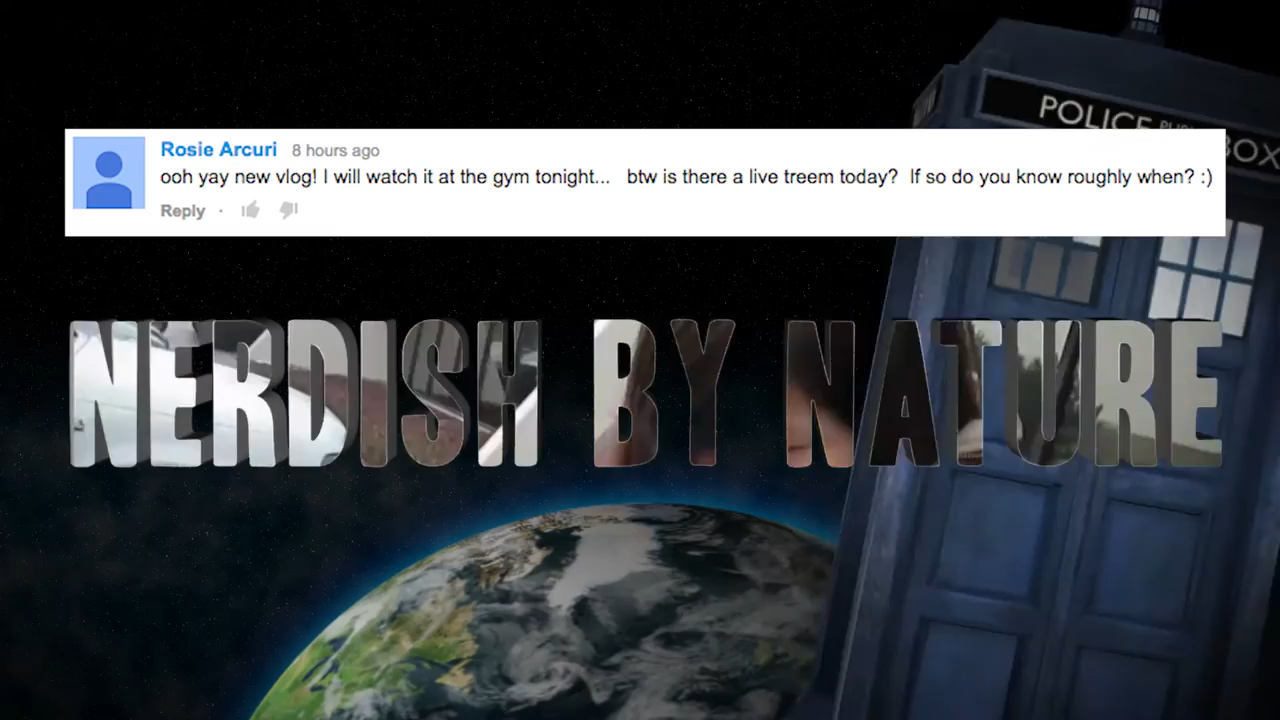 POLICE PUBLIC BOX
Rosie Arcuri 8 hours ago
ooh yay new vlog! I will watch it at the gym tonight... btw is there a live treem today? If so do you know roughly when? :)
Reply ·
NERDISH BY NATURE